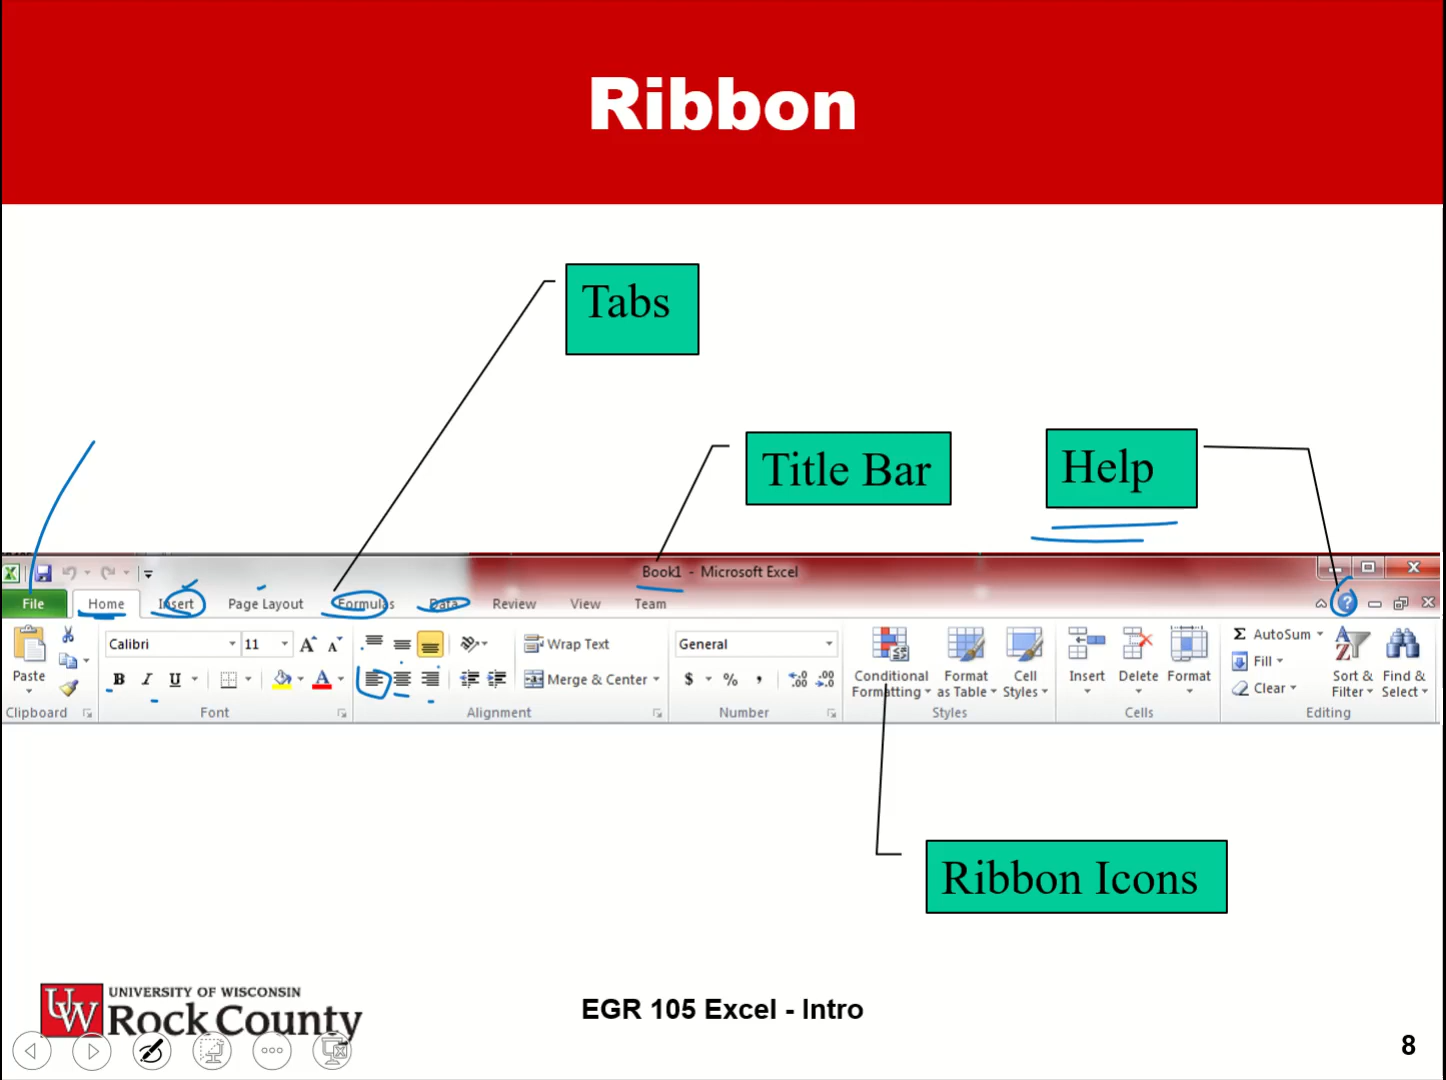 Ribbon
Tabs
Title Bar
Help
Book1 - Microsoft Excel
File Home Insert Page Layout Formulas Data Review View Team
Calibri 11 A A Wrap Text General Σ AutoSum
Paste B I U A Merge & Center $ % , Conditional Formatting Format as Table Cell Styles Insert Delete Format Fill Clear Sort & Filter Find & Select
Clipboard Font Alignment Number Styles Cells Editing
Ribbon Icons
UW UNIVERSITY OF WISCONSIN
Rock County
EGR 105 Excel - Intro
8